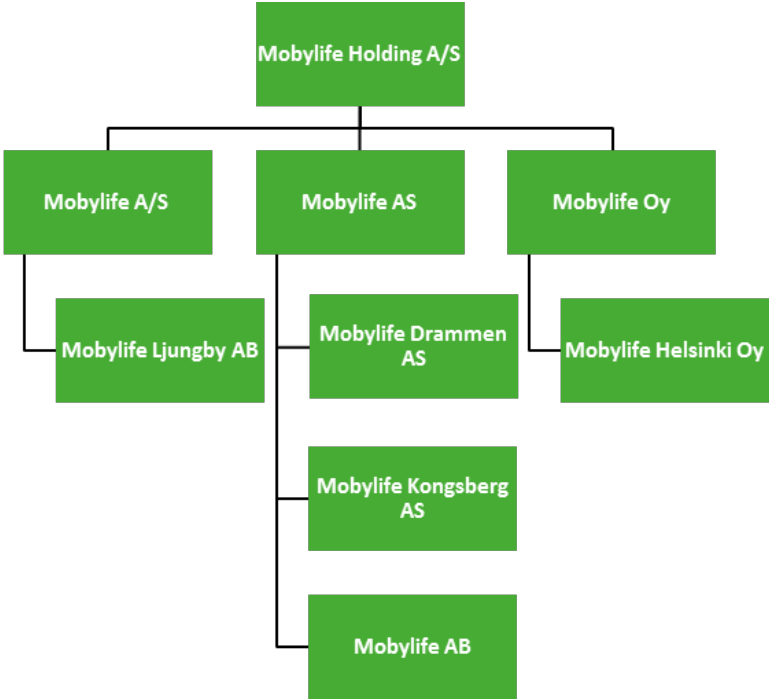 Mobylife Holding A/S
Mobylife A/S
Mobylife AS
Mobylife Oy
Mobylife Ljungby AB
Mobylife Drammen
AS
Mobylife Helsinki Oy
Mobylife Kongsberg
AS
Mobylife AB